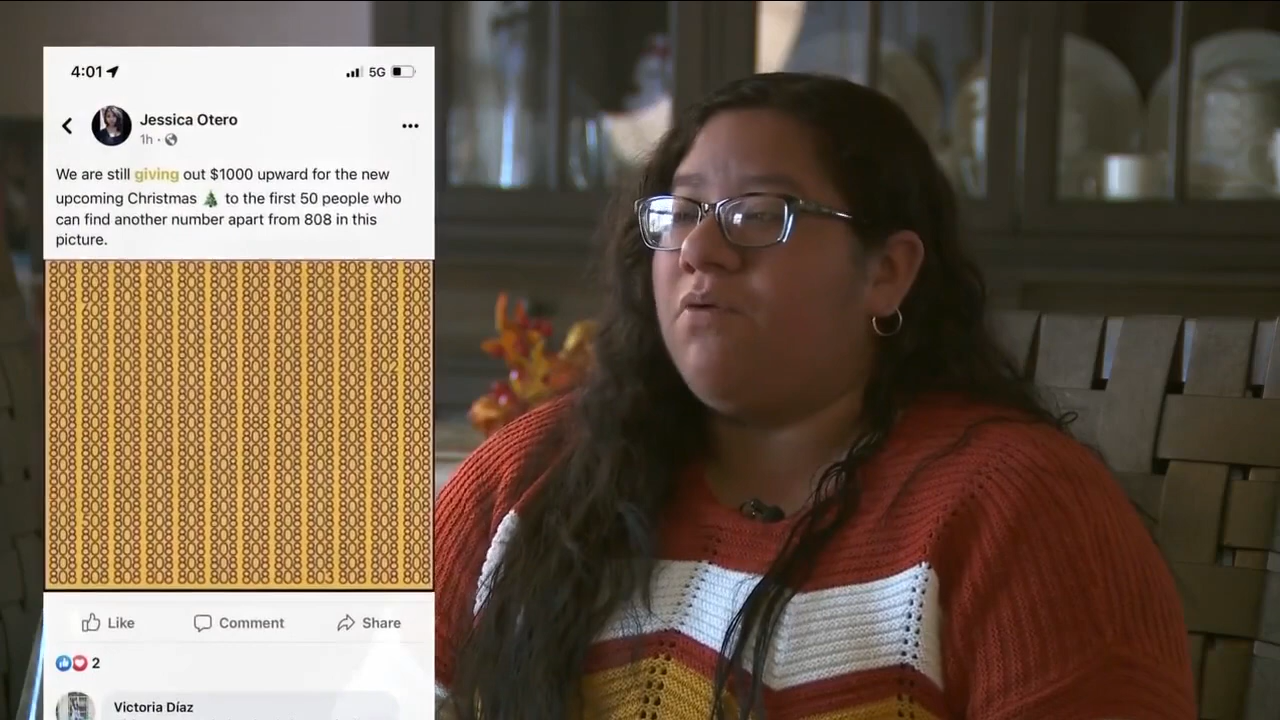 4:01
5G
Jessica Otero
1h
We are still giving out $1000 upward for the new
upcoming Christmas 🎄 to the first 50 people who
can find another number apart from 808 in this
picture.
Like
Comment
Share
2
Victoria Díaz